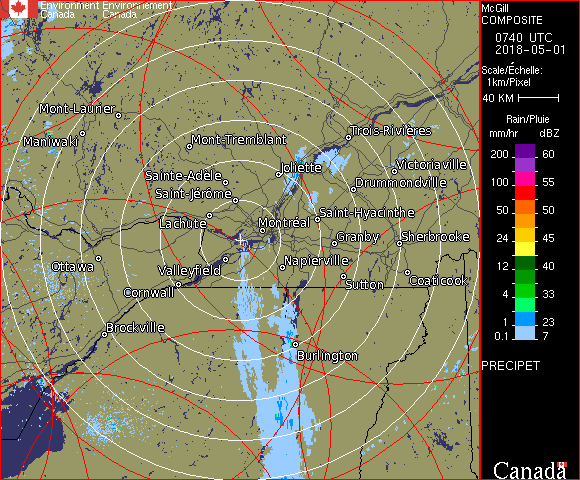 Environment Environnement
Canada Canada
McGill
COMPOSITE
0740 UTC
2018-05-01
Scale/Échelle:
1km/Pixel
40 KM
Rain/Pluie
mm/hr dBZ
200 60
100 55
75 53
50 50
24 45
12 40
4 33
1 23
0.1 7
PRECIPET
Canada
Mont-Laurier
Trois-Rivières
Maniwaki
Mont-Tremblant
Victoriaville
Joliette
Sainte-Adèle
Drummondville
Saint-Jérôme
Saint-Hyacinthe
Lachute
Montréal
Granby
Sherbrooke
Ottawa
Valleyfield
Napierville
Cornwall
Sutton
Coaticook
Brockville
Burlington